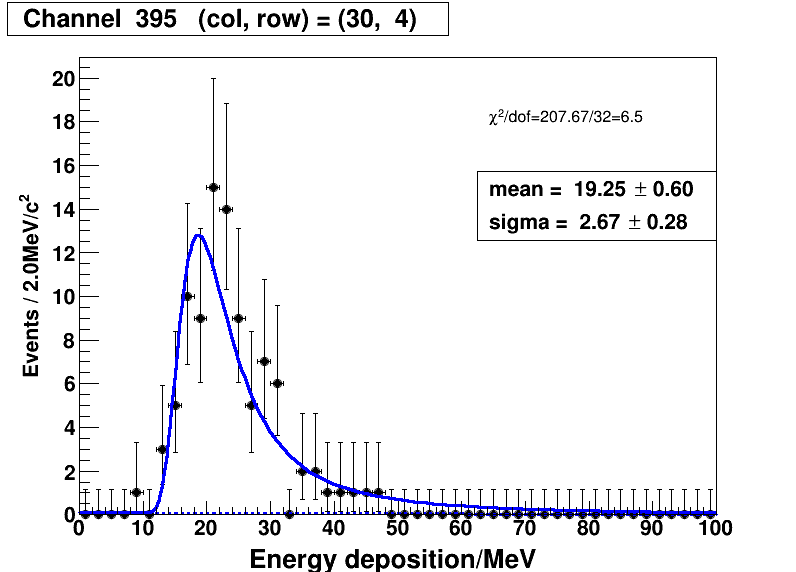 Channel 395 (col, row) = (30, 4)
χ²/dof=207.67/32=6.5
mean = 19.25 ± 0.60
sigma = 2.67 ± 0.28
Events / 2.0MeV/c²
20
18
16
14
12
10
8
6
4
2
0
0 10 20 30 40 50 60 70 80 90 100
Energy deposition/MeV